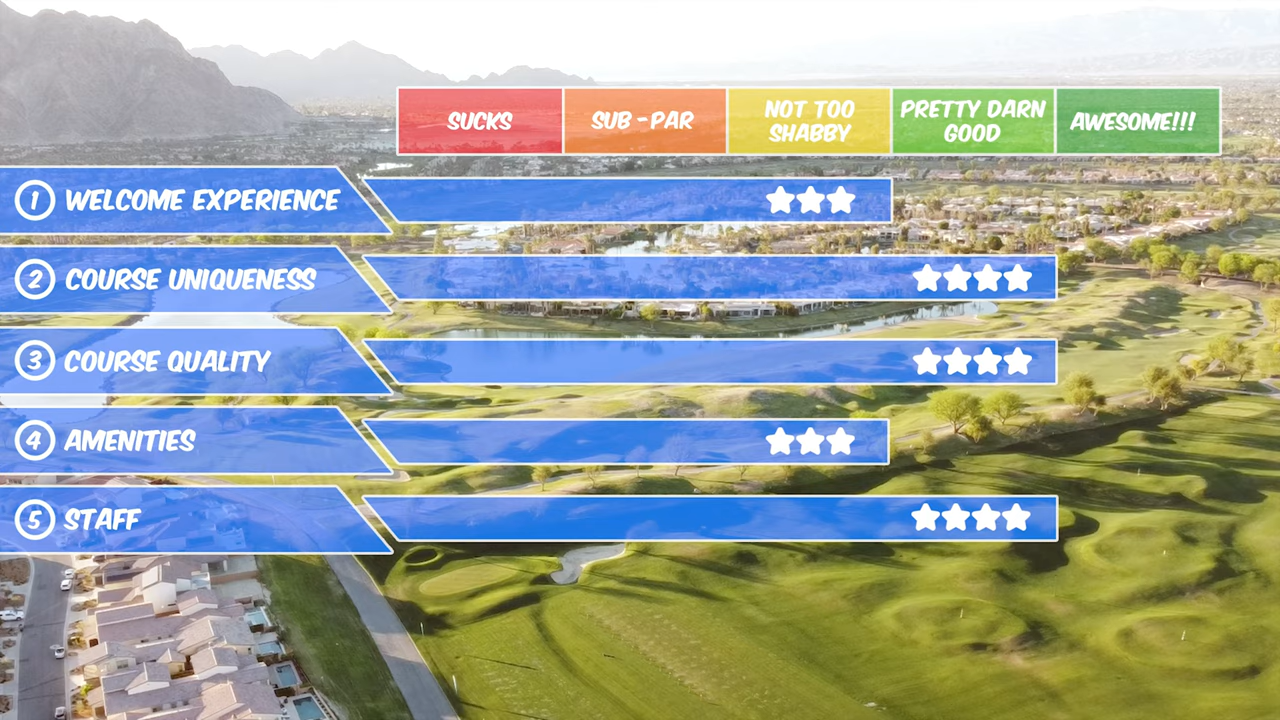 SUCKS
SUB-PAR
NOT TOO
SHABBY
PRETTY DARN
GOOD
AWESOME!!!
1 WELCOME EXPERIENCE
2 COURSE UNIQUENESS
3 COURSE QUALITY
4 AMENITIES
5 STAFF